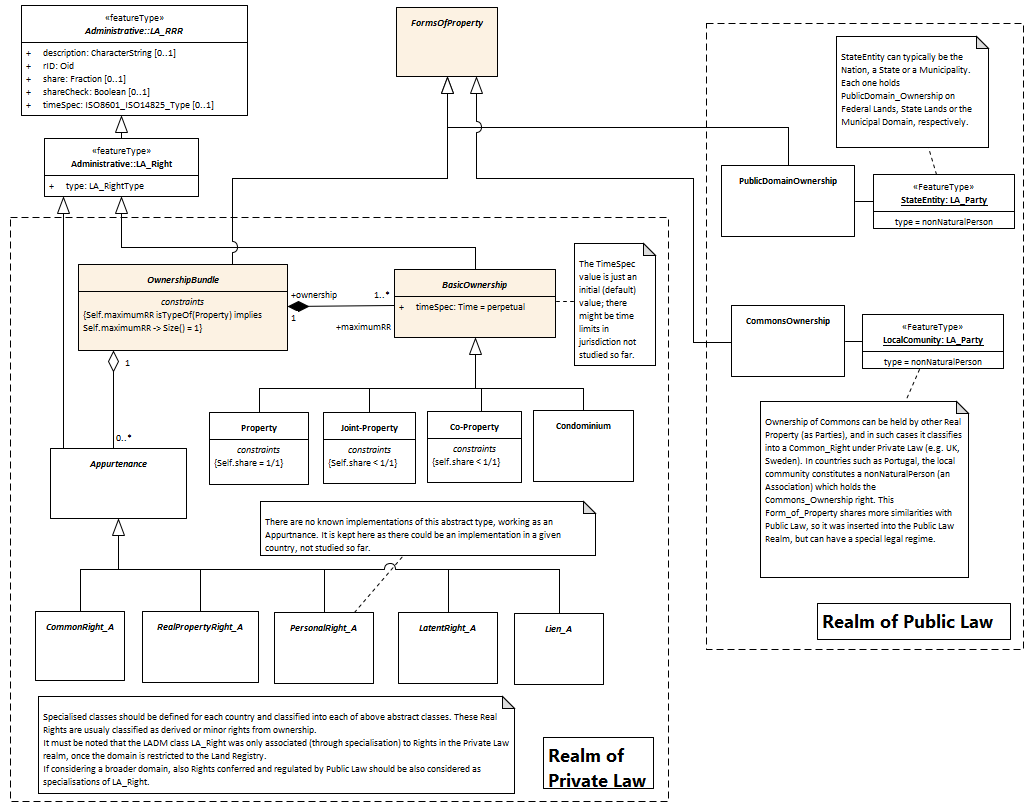 «featureType»
Administrative::LA_RRR
+ description: CharacterString [0..1]
+ rID: Oid
+ share: Fraction [0..1]
+ shareCheck: Boolean [0..1]
+ timeSpec: ISO8601_ISO14825_Type [0..1]
«featureType»
Administrative::LA_Right
+ type: LA_RightType
FormsOfProperty
StateEntity can typically be the
Nation, a State or a Municipality.
Each one holds
PublicDomain_Ownership on
Federal Lands, State Lands or the
Municipal Domain, respectively.
PublicDomainOwnership
«FeatureType»
StateEntity: LA_Party
type = nonNaturalPerson
OwnershipBundle
constraints
{Self.maximumRR isTypeOf(Property) implies
Self.maximumRR -> Size() = 1}
+ownership
1
1..*
+maximumRR
BasicOwnership
+ timeSpec: Time = perpetual
The TimeSpec
value is just an
initial (default)
value; there
might be time
limits in
jurisdiction not
studied so far.
CommonsOwnership
«FeatureType»
LocalComunity: LA_Party
type = nonNaturalPerson
1
0..*
Property
constraints
{Self.share = 1/1}
Joint-Property
constraints
{Self.share < 1/1}
Co-Property
constraints
{self.share < 1/1}
Condominium
Ownership of Commons can be held by other Real
Property (as Parties), and in such cases it classifies
into a Common_Right under Private Law (e.g. UK,
Sweden). In countries such as Portugal, the local
community constitutes a nonNaturalPerson (an
Association) which holds the
Commons_Ownership right. This
Form_of_Property shares more similarities with
Public Law, so it was inserted into the Public Law
Realm, but can have a special legal regime.
Appurtenance
There are no known implementations of this abstract type, working as an
Appurtnance. It is kept here as there could be an implementation in a given
country, not studied so far.
CommonRight_A
RealPropertyRight_A
PersonalRight_A
LatentRight_A
Lien_A
Realm of Public Law
Specialised classes should be defined for each country and classified into each of above abstract classes. These Real
Rights are usualy classified as derived or minor rights from ownership.
It must be noted that the LADM class LA_Right was only associated (through specialisation) to Rights in the Private Law
realm, once the domain is restricted to the Land Registry.
If considering a broader domain, also Rights conferred and regulated by Public Law should be also considered as
specialisations of LA_Right.
Realm of
Private Law